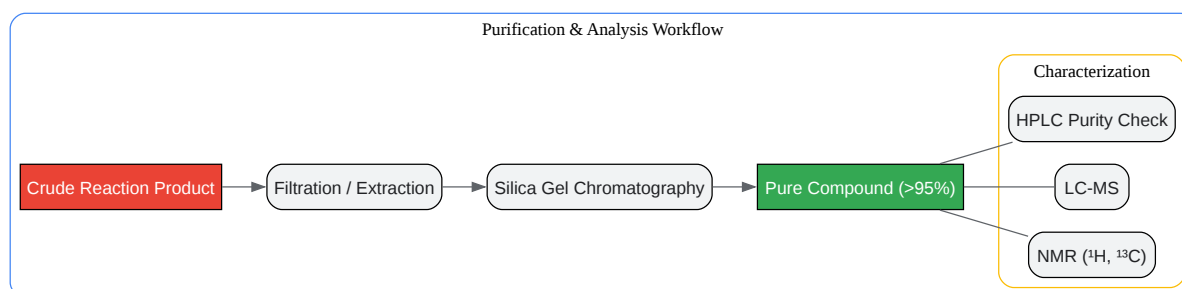 Purification & Analysis Workflow
Characterization
HPLC Purity Check
Crude Reaction Product
Filtration / Extraction
Silica Gel Chromatography
Pure Compound (>95%)
LC-MS
NMR (¹H, ¹³C)